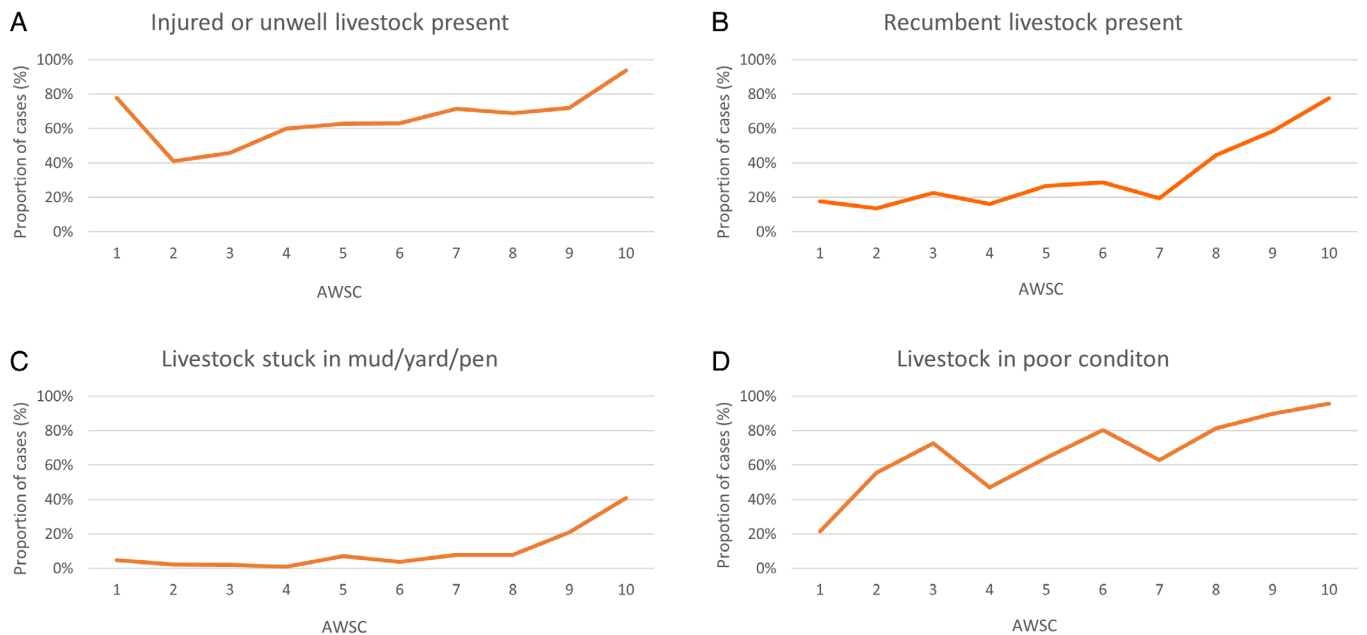 A
Injured or unwell livestock present
Proportion of cases (%)
100%
80%
60%
40%
20%
0%
1 2 3 4 5 6 7 8 9 10
AWSC
B
Recumbent livestock present
Proportion of cases (%)
100%
80%
60%
40%
20%
0%
1 2 3 4 5 6 7 8 9 10
AWSC
C
Livestock stuck in mud/yard/pen
Proportion of cases (%)
100%
80%
60%
40%
20%
0%
1 2 3 4 5 6 7 8 9 10
AWSC
D
Livestock in poor conditon
Propotion of cases (%)
100%
80%
60%
40%
20%
0%
1 2 3 4 5 6 7 8 9 10
AWSC